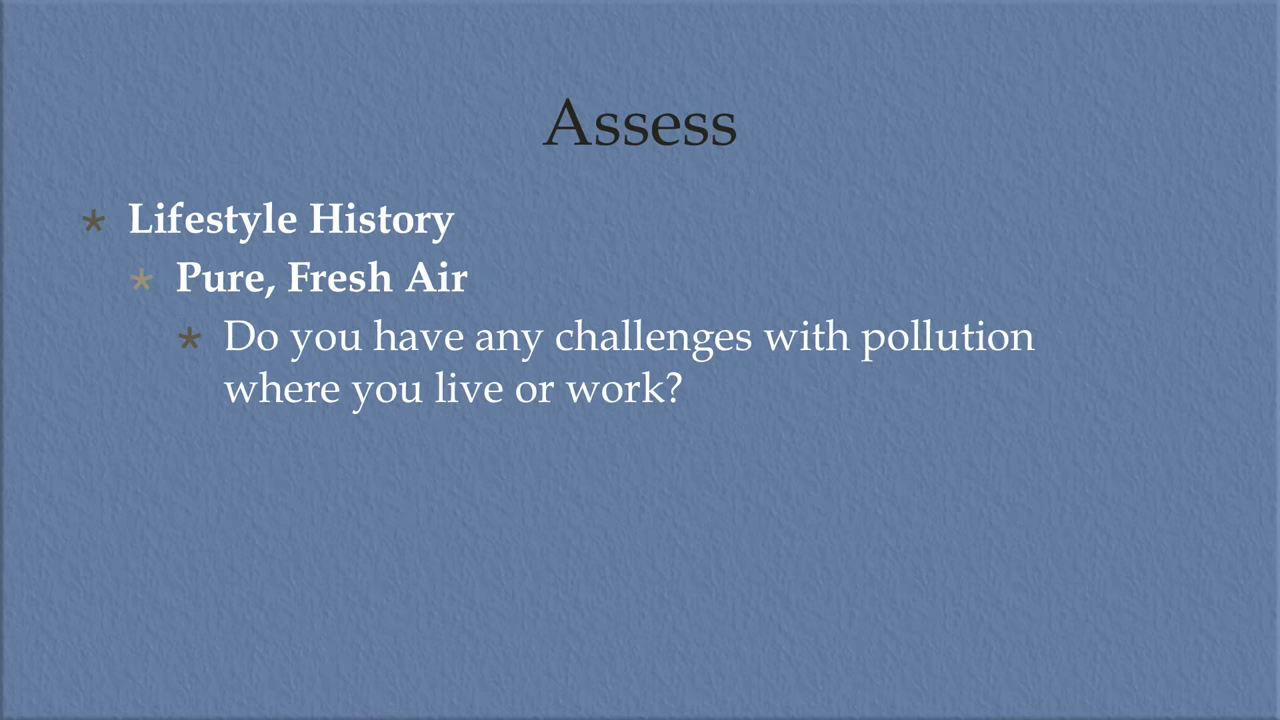 Assess
* Lifestyle History
* Pure, Fresh Air
* Do you have any challenges with pollution
where you live or work?